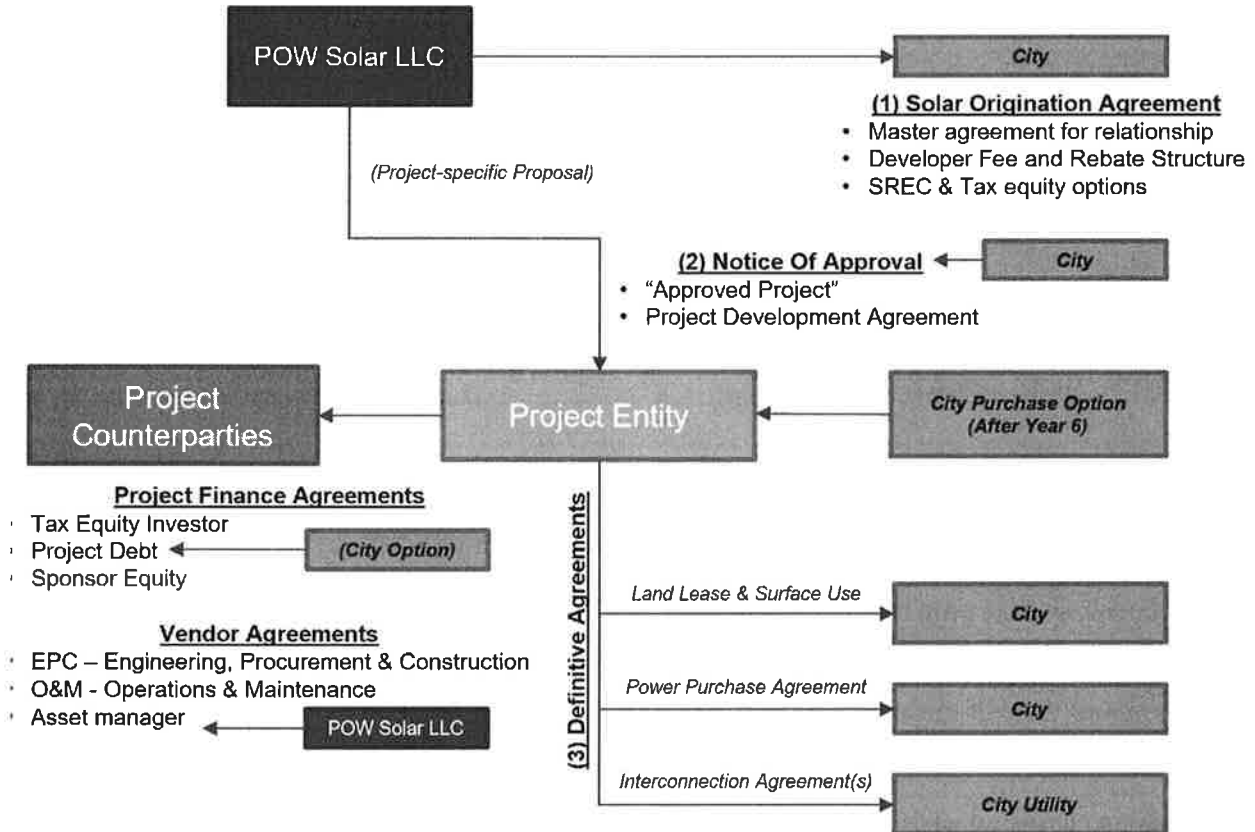 POW Solar LLC
City
(1) Solar Origination Agreement
• Master agreement for relationship
• Developer Fee and Rebate Structure
• SREC & Tax equity options
(Project-specific Proposal)
(2) Notice Of Approval
City
• "Approved Project"
• Project Development Agreement
Project
Counterparties
Project Entity
City Purchase Option
(After Year 6)
Project Finance Agreements
· Tax Equity Investor
· Project Debt
(City Option)
· Sponsor Equity
Vendor Agreements
· EPC – Engineering, Procurement & Construction
· O&M - Operations & Maintenance
· Asset manager
POW Solar LLC
(3) Definitive Agreements
Land Lease & Surface Use
City
Power Purchase Agreement
City
Interconnection Agreement(s)
City Utility